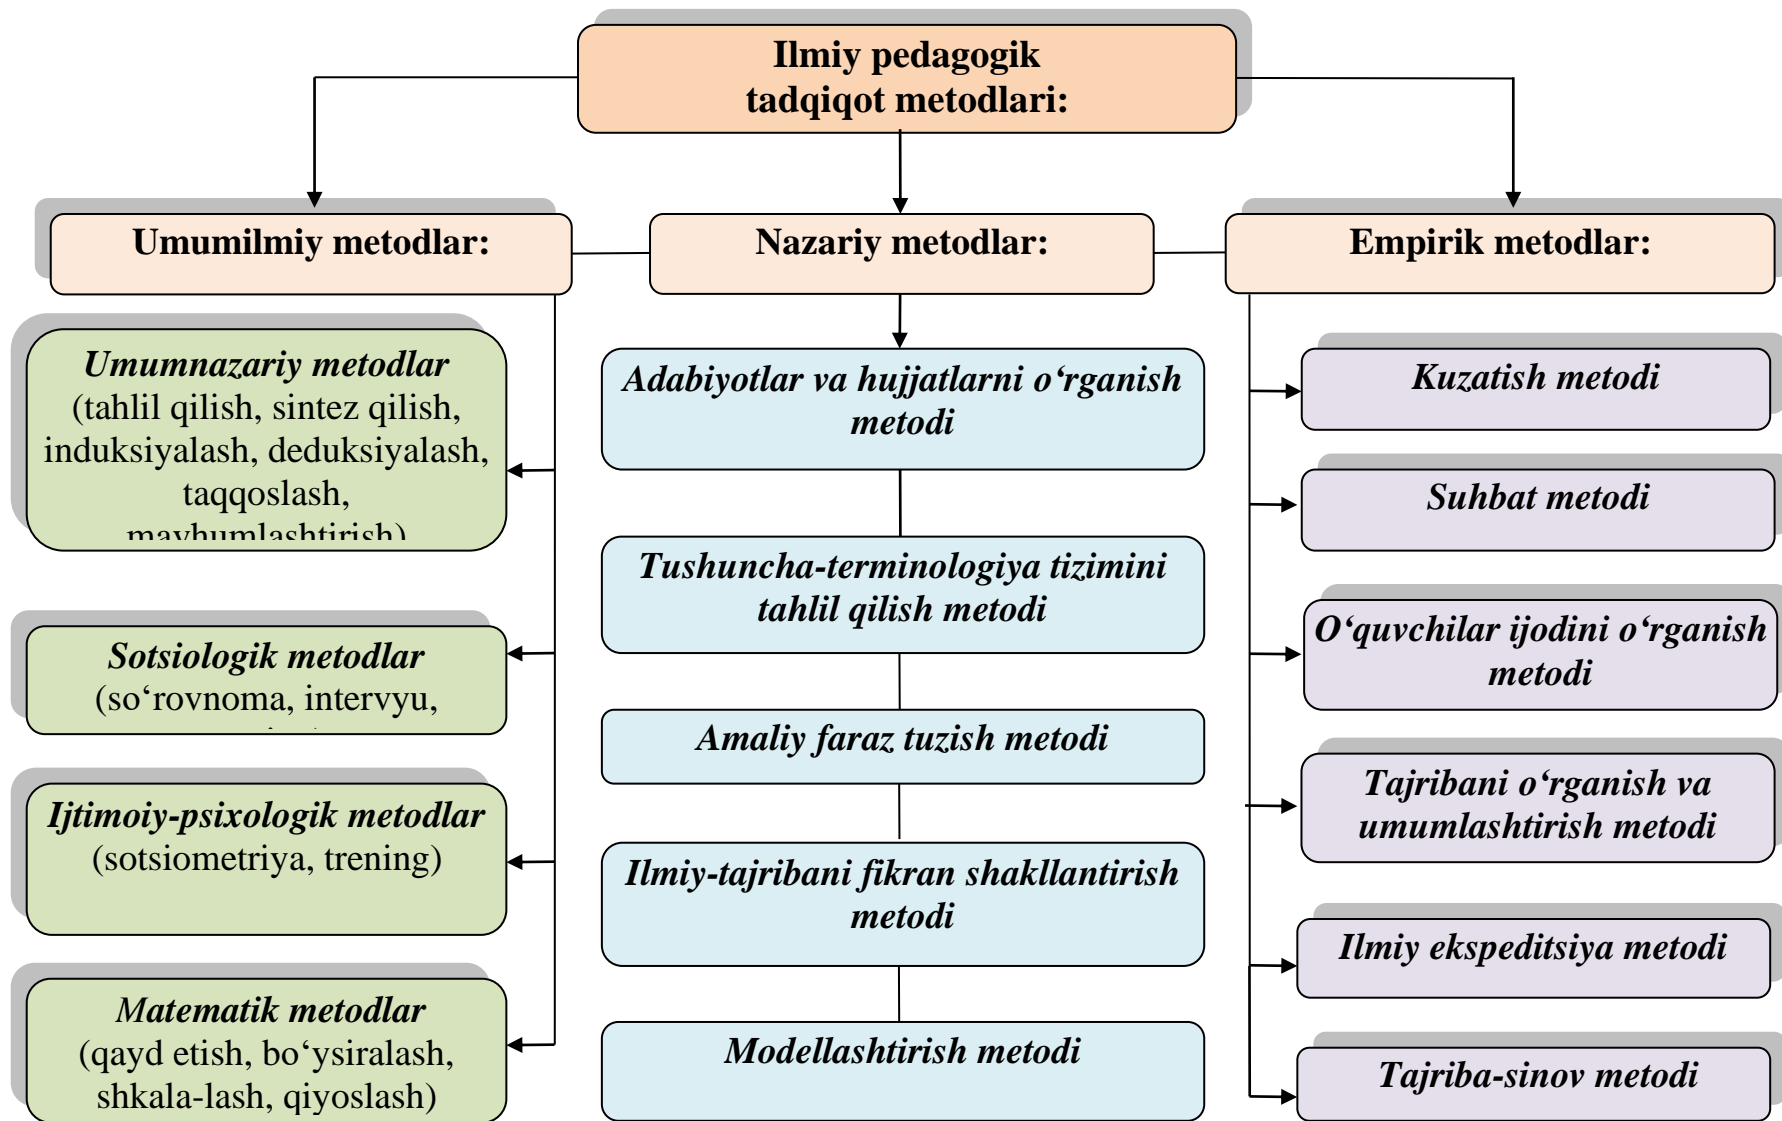 Ilmiy pedagogik
tadqiqot metodlari:
Umumilmiy metodlar:
Nazariy metodlar:
Empirik metodlar:
Umumnazariy metodlar
(tahlil qilish, sintez qilish,
induksiyalash, deduksiyalash,
taqqoslash,
mavhumlashtirish)
Sotsiologik metodlar
(so‘rovnoma, intervyu,
Ijtimoiy-psixologik metodlar
(sotsiometriya, trening)
Matematik metodlar
(qayd etish, bo‘ysiralash,
shkala-lash, qiyoslash)
Adabiyotlar va hujjatlarni o‘rganish
metodi
Tushuncha-terminologiya tizimini
tahlil qilish metodi
Amaliy faraz tuzish metodi
Ilmiy-tajribani fikran shakllantirish
metodi
Modellashtirish metodi
Kuzatish metodi
Suhbat metodi
O‘quvchilar ijodini o‘rganish
metodi
Tajribani o‘rganish va
umumlashtirish metodi
Ilmiy ekspeditsiya metodi
Tajriba-sinov metodi